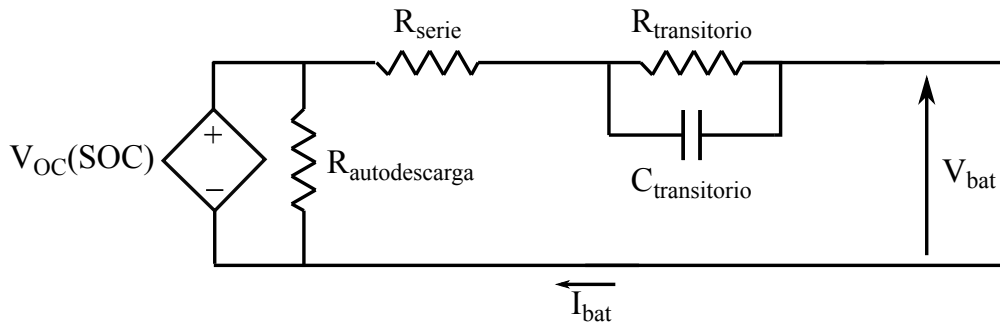 R_serie
R_transitorio
V_OC(SOC)
+
−
R_autodescarga
C_transitorio
V_bat
I_bat